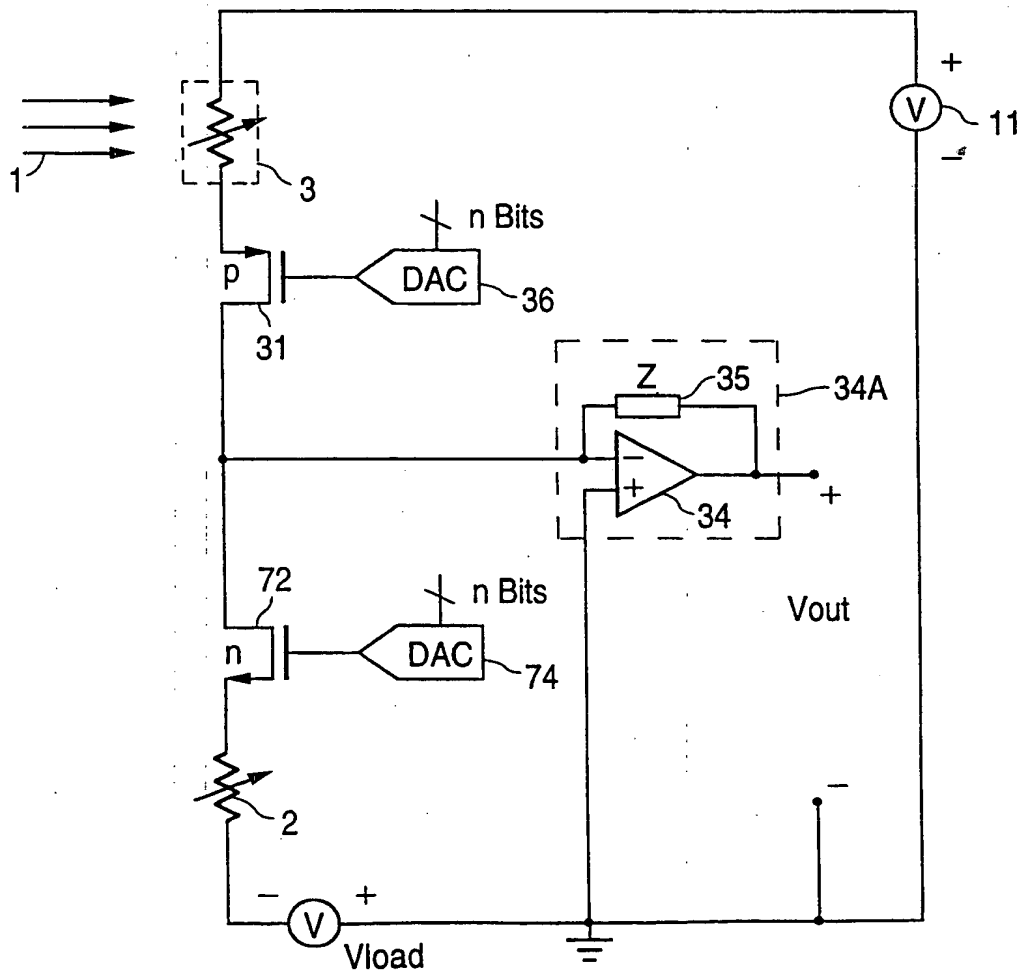 +
V
11
−
1
3
n Bits
p
DAC
36
31
Z
35
34A
−
+
34
+
72
n Bits
Vout
n
DAC
74
−
2
− +
V
Vload